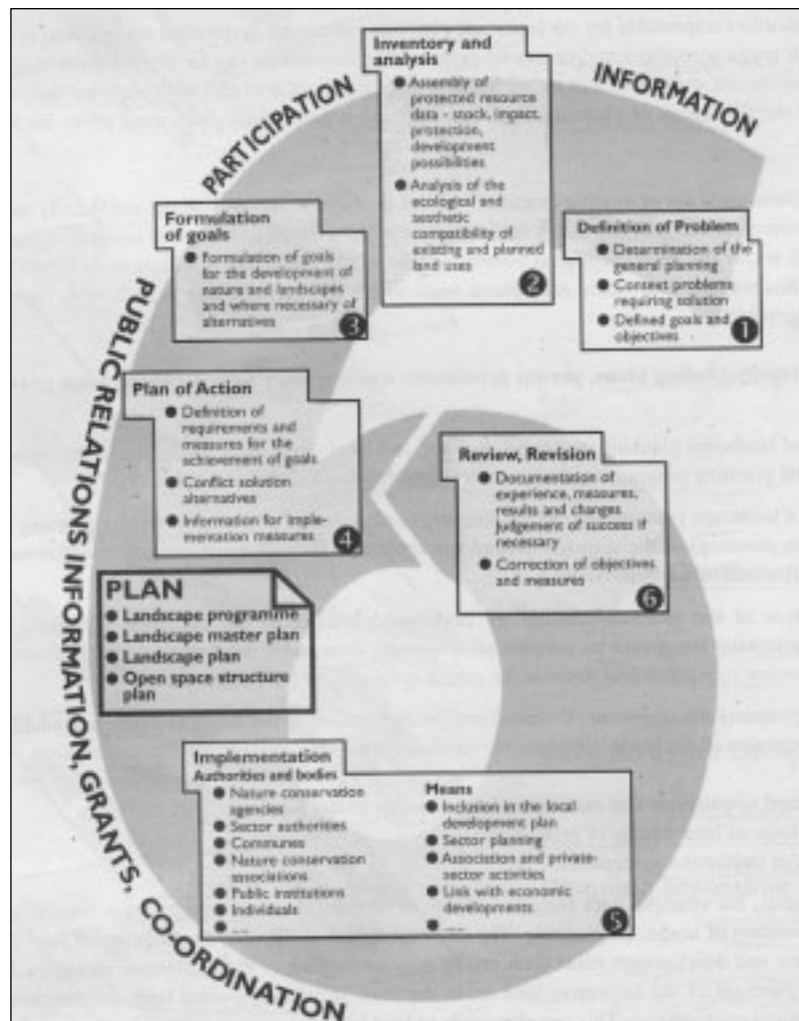 PARTICIPATION
INFORMATION
PUBLIC RELATIONS INFORMATION, GRANTS, CO-ORDINATION
Definition of Problem
● Determination of the
general planning
● Context problems
requiring solution
● Defined goals and
objectives
1
Inventory and
analysis
● Assembly of
protected resource
data - stock, impact,
protection,
development
possibilities
● Analysis of the
ecological and
aesthetic
compatibility of
existing and planned
land uses
2
Formulation
of goals
● Formulation of goals
for the development of
nature and landscapes
and where necessary of
alternatives
3
Plan of Action
● Definition of
requirements and
measures for the
achievement of goals
● Conflict solution
alternatives
● Information for imple-
mentation measures
4
PLAN
● Landscape programme
● Landscape master plan
● Landscape plan
● Open space structure
plan
Implementation
Authorities and bodies
● Nature conservation
agencies
● Sector authorities
● Communes
● Nature conservation
associations
● Public institutions
● Individuals
● ....
Means
● Inclusion in the local
development plan
● Sector planning
● Association and private-
sector activities
● Link with economic
developments
● ....
5
Review, Revision
● Documentation of
experience, measures,
results and changes
judgement of success if
necessary
● Correction of objectives
and measures
6